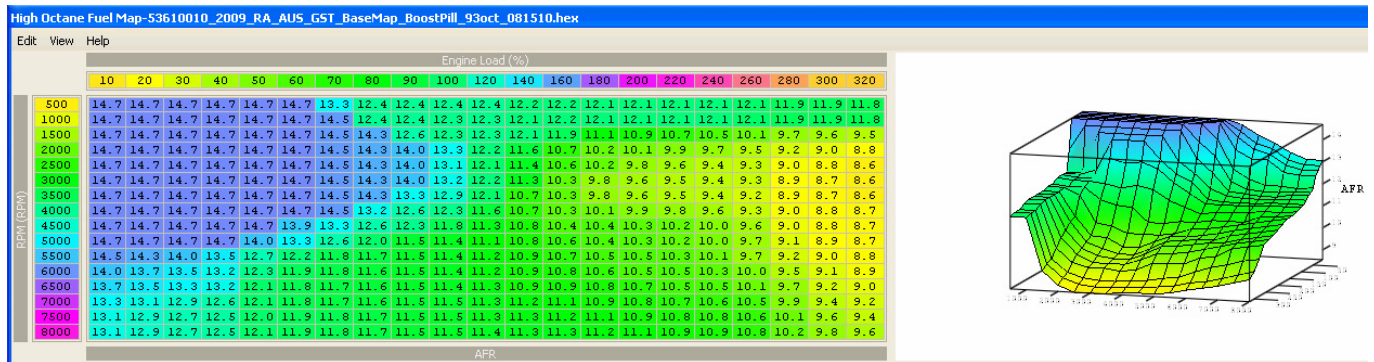 High Octane Fuel Map-53610010_2009_RA_AUS_GST_BaseMap_BoostPill_93oct_081510.hex
Edit View Help
Engine Load (%)
10 20 30 40 50 60 70 80 90 100 120 140 160 180 200 220 240 260 280 300 320
RPM (RPM)
500 14.7 14.7 14.7 14.7 14.7 14.7 13.3 12.4 12.4 12.4 12.4 12.2 12.2 12.1 12.1 12.1 12.1 12.1 11.9 11.9 11.8
1000 14.7 14.7 14.7 14.7 14.7 14.7 14.5 12.4 12.4 12.3 12.3 12.1 12.2 12.1 12.1 12.1 12.1 12.1 11.9 11.9 11.8
1500 14.7 14.7 14.7 14.7 14.7 14.7 14.5 14.3 12.6 12.3 12.3 12.1 11.9 11.1 10.9 10.7 10.5 10.1 9.7 9.6 9.5
2000 14.7 14.7 14.7 14.7 14.7 14.7 14.5 14.3 14.0 13.3 12.2 11.6 10.7 10.2 10.1 9.9 9.7 9.5 9.2 9.0 8.8
2500 14.7 14.7 14.7 14.7 14.7 14.7 14.5 14.3 14.0 13.1 12.1 11.4 10.6 10.2 9.8 9.6 9.4 9.3 9.0 8.8 8.6
3000 14.7 14.7 14.7 14.7 14.7 14.7 14.5 14.3 14.0 13.2 12.2 11.3 10.3 9.8 9.6 9.5 9.4 9.3 8.9 8.7 8.6
3500 14.7 14.7 14.7 14.7 14.7 14.7 14.5 14.3 13.3 12.9 12.1 10.7 10.3 9.8 9.6 9.5 9.4 9.2 8.9 8.7 8.6
4000 14.7 14.7 14.7 14.7 14.7 14.7 14.5 13.2 12.6 12.3 11.6 10.7 10.3 10.1 9.9 9.8 9.6 9.3 9.0 8.8 8.7
4500 14.7 14.7 14.7 14.7 14.7 13.9 13.3 12.6 12.3 11.8 11.3 10.8 10.4 10.4 10.3 10.2 10.0 9.6 9.0 8.8 8.7
5000 14.7 14.7 14.7 14.7 14.0 13.3 12.6 12.0 11.5 11.4 11.1 10.8 10.6 10.4 10.3 10.2 10.0 9.7 9.1 8.9 8.7
5500 14.5 14.3 14.0 13.5 12.7 12.2 11.8 11.7 11.5 11.4 11.2 10.9 10.7 10.5 10.5 10.3 10.1 9.7 9.2 9.0 8.8
6000 14.0 13.7 13.5 13.2 12.3 11.9 11.8 11.6 11.5 11.4 11.2 10.9 10.8 10.6 10.5 10.5 10.3 10.0 9.5 9.1 8.9
6500 13.7 13.5 13.3 13.2 12.1 11.8 11.7 11.6 11.5 11.4 11.3 10.9 10.9 10.8 10.7 10.5 10.5 10.1 9.7 9.2 9.0
7000 13.3 13.1 12.9 12.6 12.1 11.8 11.7 11.6 11.5 11.5 11.3 11.2 11.1 10.9 10.8 10.7 10.6 10.5 9.9 9.4 9.2
7500 13.1 12.9 12.7 12.5 12.0 11.9 11.8 11.7 11.5 11.5 11.3 11.3 11.2 11.1 10.9 10.8 10.8 10.6 10.1 9.6 9.4
8000 13.1 12.9 12.7 12.5 12.1 11.9 11.8 11.7 11.5 11.5 11.4 11.3 11.3 11.2 11.1 10.9 10.9 10.8 10.2 9.8 9.6
AFR
AFR